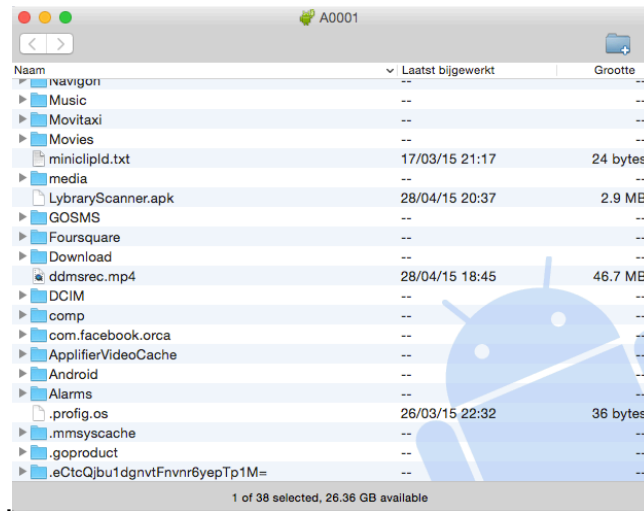 A0001
Naam Laatst bijgewerkt Grootte
Navigon --
Music -- --
Movitaxi -- --
Movies -- --
miniclipId.txt 17/03/15 21:17 24 bytes
media -- --
LybraryScanner.apk 28/04/15 20:37 2.9 MB
GOSMS -- --
Foursquare -- --
Download -- --
ddmsrec.mp4 28/04/15 18:45 46.7 MB
DCIM -- --
comp -- --
com.facebook.orca -- --
ApplifierVideoCache -- --
Android -- --
Alarms -- --
.profig.os 26/03/15 22:32 36 bytes
.mmsyscache -- --
.goproduct -- --
.eCtcQjbu1dgnvtFnvnr6yepTp1M= -- --
1 of 38 selected, 26.36 GB available